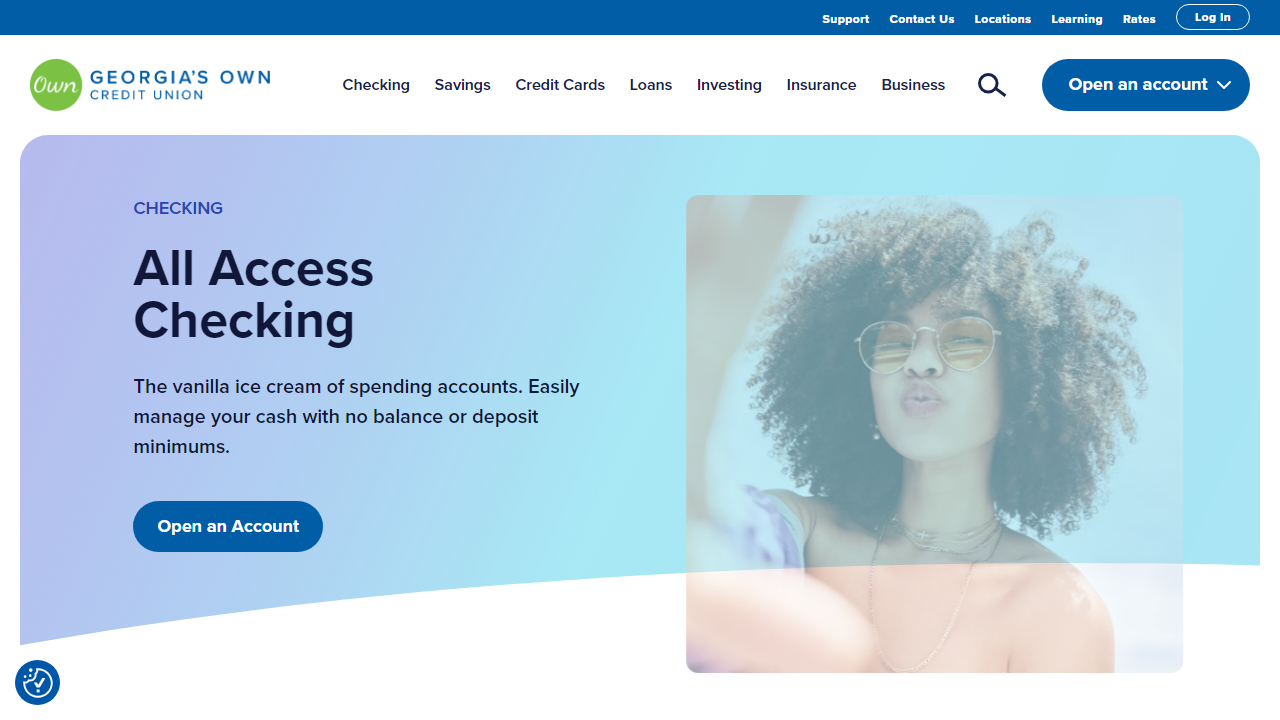 Support Contact Us Locations Learning Rates Log In
Own GEORGIA'S OWN
CREDIT UNION
Checking Savings Credit Cards Loans Investing Insurance Business Open an account
CHECKING
All Access
Checking
The vanilla ice cream of spending accounts. Easily
manage your cash with no balance or deposit
minimums.
Open an Account